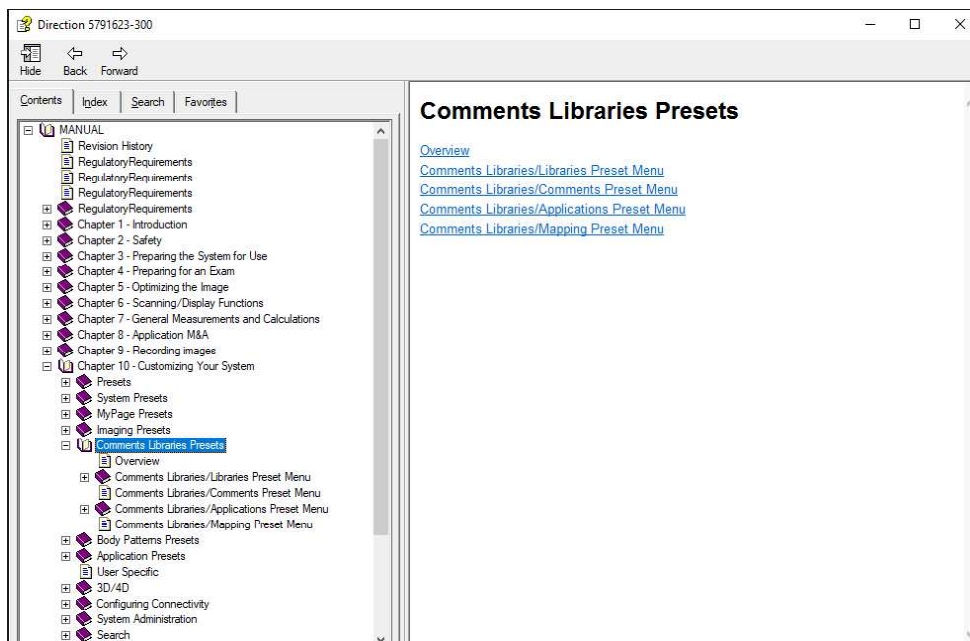 Direction 5791623-300
Hide Back Forward
Contents Index Search Favorites
MANUAL
Revision History
RegulatoryRequirements
RegulatoryRequirements
RegulatoryRequirements
RegulatoryRequirements
Chapter 1 - Introduction
Chapter 2 - Safety
Chapter 3 - Preparing the System for Use
Chapter 4 - Preparing for an Exam
Chapter 5 - Optimizing the Image
Chapter 6 - Scanning/Display Functions
Chapter 7 - General Measurements and Calculations
Chapter 8 - Application M&A
Chapter 9 - Recording images
Chapter 10 - Customizing Your System
Presets
System Presets
MyPage Presets
Imaging Presets
Comments Libraries Presets
Overview
Comments Libraries/Libraries Preset Menu
Comments Libraries/Comments Preset Menu
Comments Libraries/Applications Preset Menu
Comments Libraries/Mapping Preset Menu
Body Patterns Presets
Application Presets
User Specific
3D/4D
Configuring Connectivity
System Administration
Search
Comments Libraries Presets
Overview
Comments Libraries/Libraries Preset Menu
Comments Libraries/Comments Preset Menu
Comments Libraries/Applications Preset Menu
Comments Libraries/Mapping Preset Menu